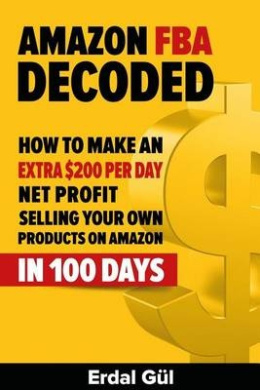 AMAZON FBA
DECODED
HOW TO MAKE AN
EXTRA $200 PER DAY
NET PROFIT
SELLING YOUR OWN
PRODUCTS ON AMAZON
IN 100 DAYS
Erdal Gül